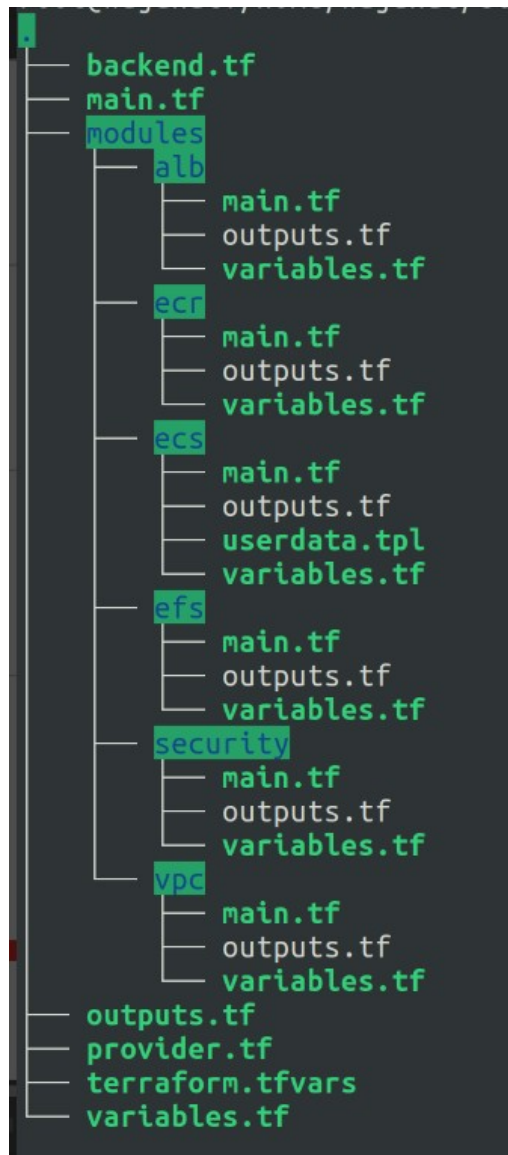 .
backend.tf
main.tf
modules
alb
main.tf
outputs.tf
variables.tf
ecr
main.tf
outputs.tf
variables.tf
ecs
main.tf
outputs.tf
userdata.tpl
variables.tf
efs
main.tf
outputs.tf
variables.tf
security
main.tf
outputs.tf
variables.tf
vpc
main.tf
outputs.tf
variables.tf
outputs.tf
provider.tf
terraform.tfvars
variables.tf